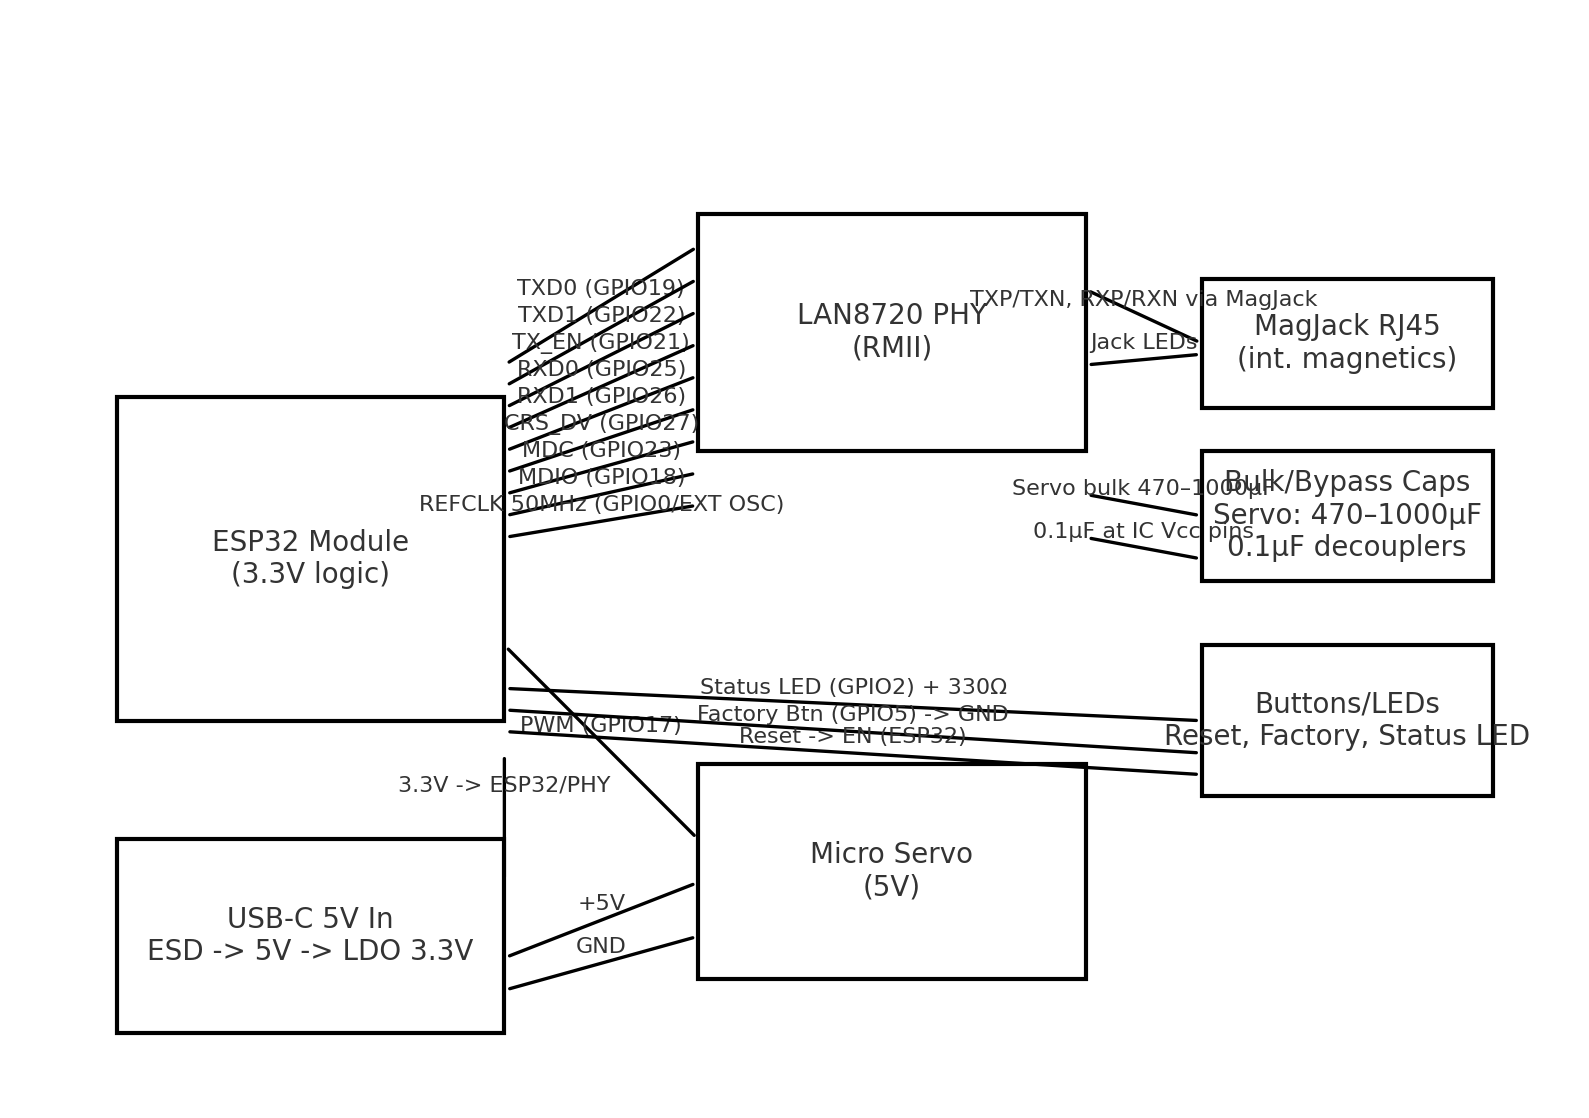 TXD0 (GPIO19)
TXD1 (GPIO22)
TX_EN (GPIO21)
RXD0 (GPIO25)
RXD1 (GPIO26)
CRS_DV (GPIO27)
MDC (GPIO23)
MDIO (GPIO18)
REFCLK 50MHz (GPIO0/EXT OSC)
LAN8720 PHY
(RMII)
TXP/TXN, RXP/RXN via MagJack
Jack LEDs
MagJack RJ45
(int. magnetics)
Servo bulk 470–1000µF
0.1µF at IC Vcc pins
Bulk/Bypass Caps
Servo: 470–1000µF
0.1µF decouplers
ESP32 Module
(3.3V logic)
Status LED (GPIO2) + 330Ω
Factory Btn (GPIO5) -> GND
Reset -> EN (ESP32)
PWM (GPIO17)
Buttons/LEDs
Reset, Factory, Status LED
3.3V -> ESP32/PHY
USB-C 5V In
ESD -> 5V -> LDO 3.3V
+5V
GND
Micro Servo
(5V)